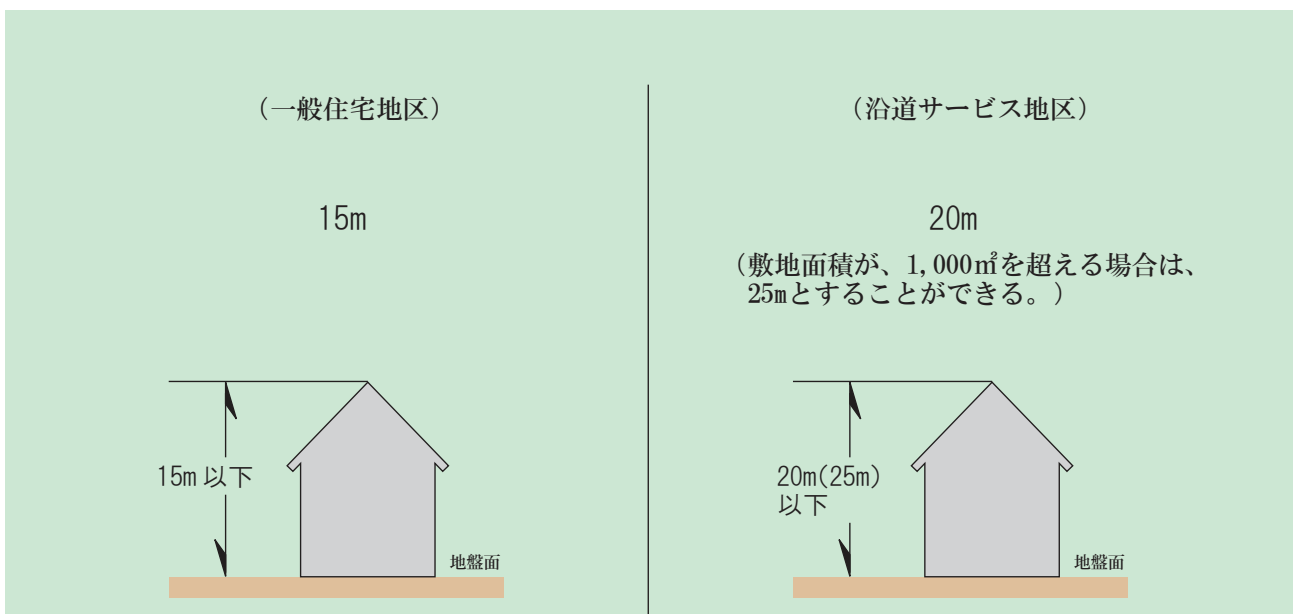 （一般住宅地区）
15m
15m 以下
地盤面
（沿道サービス地区）
20m
（敷地面積が、1,000㎡を超える場合は、
25mとすることができる。）
20m(25m)
以下
地盤面